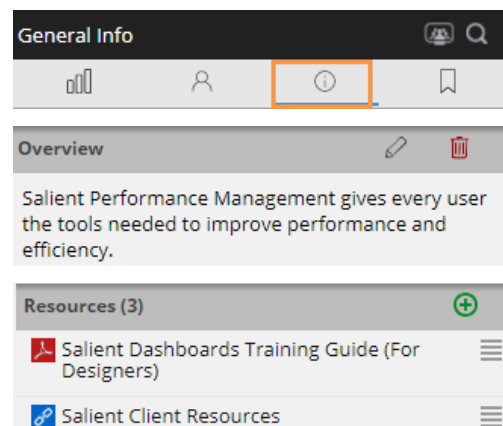 General Info
Overview
Salient Performance Management gives every user
the tools needed to improve performance and
efficiency.
Resources (3)
Salient Dashboards Training Guide (For
Designers)
Salient Client Resources